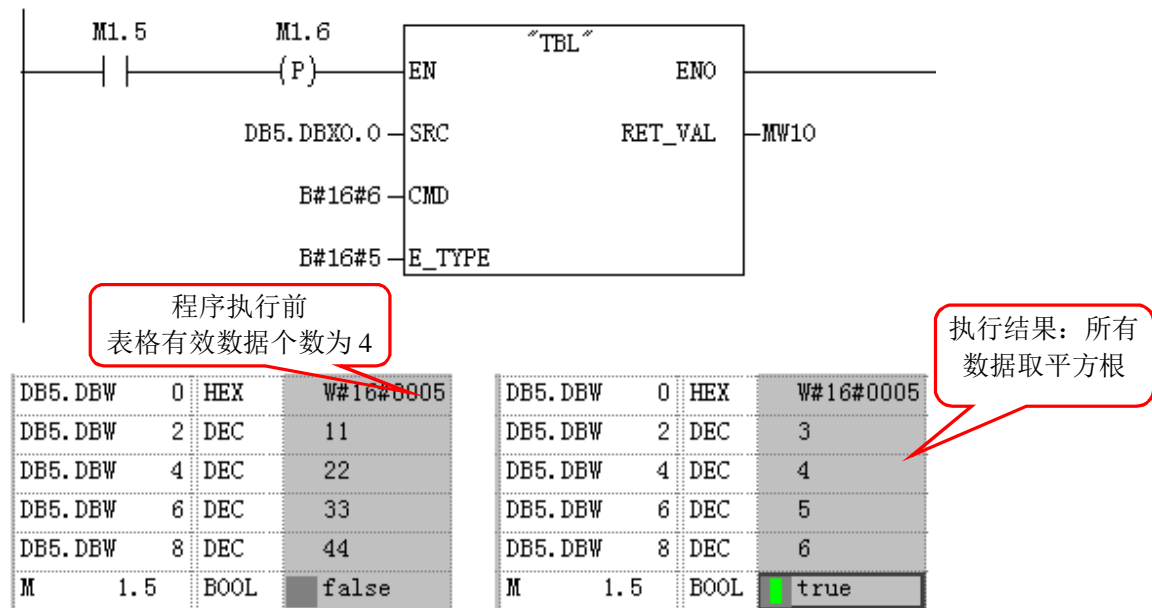 M1.5 M1.6 "TBL"
(P) EN ENO
DB5.DBX0.0 SRC RET_VAL MW10
B#16#6 CMD
B#16#5 E_TYPE
程序执行前
表格有效数据个数为 4
执行结果：所有
数据取平方根
DB5.DBW 0 HEX W#16#0005 DB5.DBW 0 HEX W#16#0005
DB5.DBW 2 DEC 11 DB5.DBW 2 DEC 3
DB5.DBW 4 DEC 22 DB5.DBW 4 DEC 4
DB5.DBW 6 DEC 33 DB5.DBW 6 DEC 5
DB5.DBW 8 DEC 44 DB5.DBW 8 DEC 6
M 1.5 BOOL false M 1.5 BOOL true